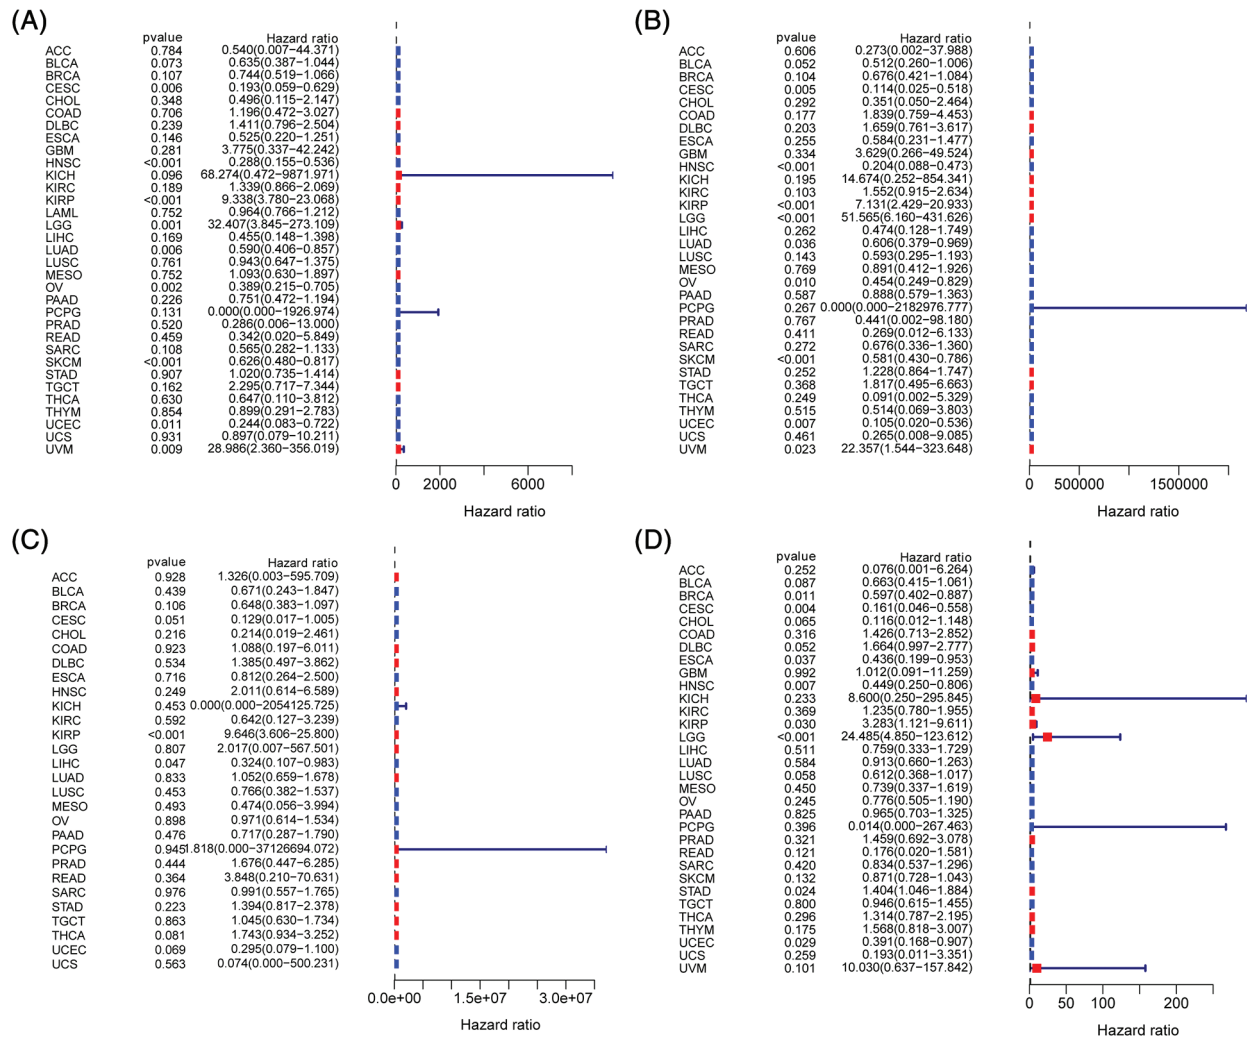 (A)
pvalue Hazard ratio
ACC 0.784 0.540(0.007−44.371)
BLCA 0.073 0.635(0.387−1.044)
BRCA 0.107 0.744(0.519−1.066)
CESC 0.006 0.193(0.059−0.629)
CHOL 0.348 0.496(0.115−2.147)
COAD 0.706 1.196(0.472−3.027)
DLBC 0.239 1.411(0.796−2.504)
ESCA 0.146 0.525(0.220−1.251)
GBM 0.281 3.775(0.337−42.242)
HNSC <0.001 0.288(0.155−0.536)
KICH 0.096 68.274(0.472−9871.971)
KIRC 0.189 1.339(0.866−2.069)
KIRP <0.001 9.338(3.780−23.068)
LAML 0.752 0.964(0.766−1.212)
LGG 0.001 32.407(3.845−273.109)
LIHC 0.169 0.455(0.148−1.398)
LUAD 0.006 0.590(0.406−0.857)
LUSC 0.761 0.943(0.647−1.375)
MESO 0.752 1.093(0.630−1.897)
OV 0.002 0.389(0.215−0.705)
PAAD 0.226 0.751(0.472−1.194)
PCPG 0.131 0.000(0.000−1926.974)
PRAD 0.520 0.286(0.006−13.000)
READ 0.459 0.342(0.020−5.849)
SARC 0.108 0.565(0.282−1.133)
SKCM <0.001 0.626(0.480−0.817)
STAD 0.907 1.020(0.735−1.414)
TGCT 0.162 2.295(0.717−7.344)
THCA 0.630 0.647(0.110−3.812)
THYM 0.854 0.899(0.291−2.783)
UCEC 0.011 0.244(0.083−0.722)
UCS 0.931 0.897(0.079−10.211)
UVM 0.009 28.986(2.360−356.019)
0 2000 6000
Hazard ratio
(B)
pvalue Hazard ratio
ACC 0.606 0.273(0.002−37.988)
BLCA 0.052 0.512(0.260−1.006)
BRCA 0.104 0.676(0.421−1.084)
CESC 0.005 0.114(0.025−0.518)
CHOL 0.292 0.351(0.050−2.464)
COAD 0.177 1.839(0.759−4.453)
DLBC 0.203 1.659(0.761−3.617)
ESCA 0.255 0.584(0.231−1.477)
GBM 0.334 3.629(0.266−49.524)
HNSC <0.001 0.204(0.088−0.473)
KICH 0.195 14.674(0.252−854.341)
KIRC 0.103 1.552(0.915−2.634)
KIRP <0.001 7.131(2.429−20.933)
LGG <0.001 51.565(6.160−431.626)
LIHC 0.262 0.474(0.128−1.749)
LUAD 0.036 0.606(0.379−0.969)
LUSC 0.143 0.593(0.295−1.193)
MESO 0.769 0.891(0.412−1.926)
OV 0.010 0.454(0.249−0.829)
PAAD 0.587 0.888(0.579−1.363)
PCPG 0.267 0.000(0.000−2182976.777)
PRAD 0.767 0.441(0.002−98.180)
READ 0.411 0.269(0.012−6.133)
SARC 0.272 0.676(0.336−1.360)
SKCM <0.001 0.581(0.430−0.786)
STAD 0.252 1.228(0.864−1.747)
TGCT 0.368 1.817(0.495−6.663)
THCA 0.249 0.091(0.002−5.329)
THYM 0.515 0.514(0.069−3.803)
UCEC 0.007 0.105(0.020−0.536)
UCS 0.461 0.265(0.008−9.085)
UVM 0.023 22.357(1.544−323.648)
0 500000 1500000
Hazard ratio
(C)
pvalue Hazard ratio
ACC 0.928 1.326(0.003−595.709)
BLCA 0.439 0.671(0.243−1.847)
BRCA 0.106 0.648(0.383−1.097)
CESC 0.051 0.129(0.017−1.005)
CHOL 0.216 0.214(0.019−2.461)
COAD 0.923 1.088(0.197−6.011)
DLBC 0.534 1.385(0.497−3.862)
ESCA 0.716 0.812(0.264−2.500)
HNSC 0.249 2.011(0.614−6.589)
KICH 0.453 0.000(0.000−2054125.725)
KIRC 0.592 0.642(0.127−3.239)
KIRP <0.001 9.646(3.606−25.800)
LGG 0.807 2.017(0.007−567.501)
LIHC 0.047 0.324(0.107−0.983)
LUAD 0.833 1.052(0.659−1.678)
LUSC 0.453 0.766(0.382−1.537)
MESO 0.493 0.474(0.056−3.994)
OV 0.898 0.971(0.614−1.534)
PAAD 0.476 0.717(0.287−1.790)
PCPG 0.945 1.818(0.000−37126694.072)
PRAD 0.444 1.676(0.447−6.285)
READ 0.364 3.848(0.210−70.631)
SARC 0.976 0.991(0.557−1.765)
STAD 0.223 1.394(0.817−2.378)
TGCT 0.863 1.045(0.630−1.734)
THCA 0.081 1.743(0.934−3.252)
UCEC 0.069 0.295(0.079−1.100)
UCS 0.563 0.074(0.000−500.231)
0.0e+00 1.5e+07 3.0e+07
Hazard ratio
(D)
pvalue Hazard ratio
ACC 0.252 0.076(0.001−6.264)
BLCA 0.087 0.663(0.415−1.061)
BRCA 0.011 0.597(0.402−0.887)
CESC 0.004 0.161(0.046−0.558)
CHOL 0.065 0.116(0.012−1.148)
COAD 0.316 1.426(0.713−2.852)
DLBC 0.052 1.664(0.997−2.777)
ESCA 0.037 0.436(0.199−0.953)
GBM 0.992 1.012(0.091−11.259)
HNSC 0.007 0.449(0.250−0.806)
KICH 0.233 8.600(0.250−295.845)
KIRC 0.369 1.235(0.780−1.955)
KIRP 0.030 3.283(1.121−9.611)
LGG <0.001 24.485(4.850−123.612)
LIHC 0.511 0.759(0.333−1.729)
LUAD 0.584 0.913(0.660−1.263)
LUSC 0.058 0.612(0.368−1.017)
MESO 0.450 0.739(0.337−1.619)
OV 0.245 0.776(0.505−1.190)
PAAD 0.825 0.965(0.703−1.325)
PCPG 0.396 0.014(0.000−267.463)
PRAD 0.321 1.459(0.692−3.078)
READ 0.121 0.176(0.020−1.581)
SARC 0.420 0.834(0.537−1.296)
SKCM 0.132 0.871(0.728−1.043)
STAD 0.024 1.404(1.046−1.884)
TGCT 0.800 0.946(0.615−1.455)
THCA 0.296 1.314(0.787−2.195)
THYM 0.175 1.568(0.818−3.007)
UCEC 0.029 0.391(0.168−0.907)
UCS 0.259 0.193(0.011−3.351)
UVM 0.101 10.030(0.637−157.842)
0 50 100 200
Hazard ratio